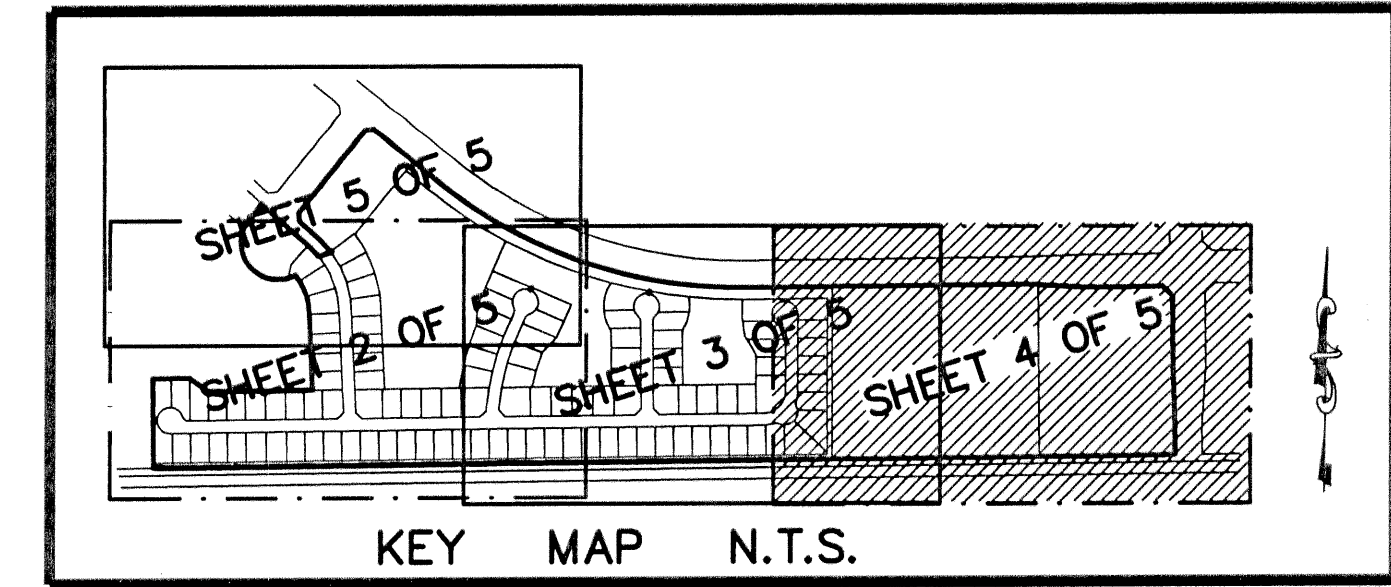 SHEET 5 OF 5
SHEET 2 OF 5
SHEET 3 OF 5
SHEET 4 OF 5
KEY MAP N.T.S.